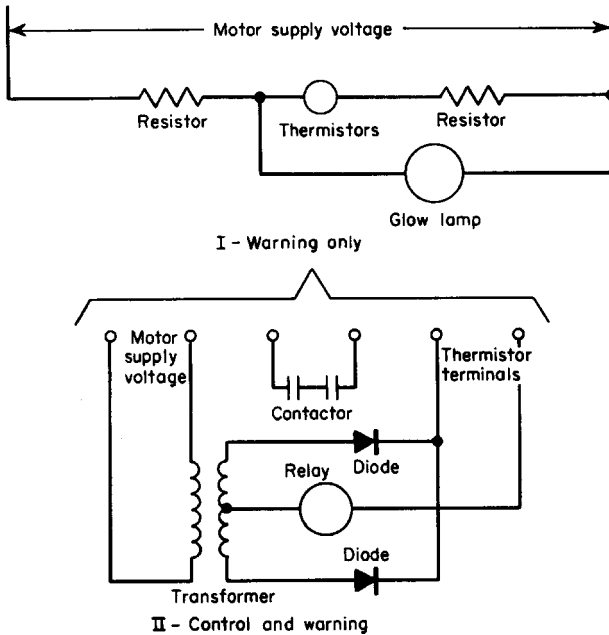 Motor supply voltage
Resistor
Thermistors
Resistor
Glow lamp
I - Warning only
Motor
supply
voltage
Contactor
Thermistor
terminals
Relay
Diode
Diode
Transformer
II - Control and warning